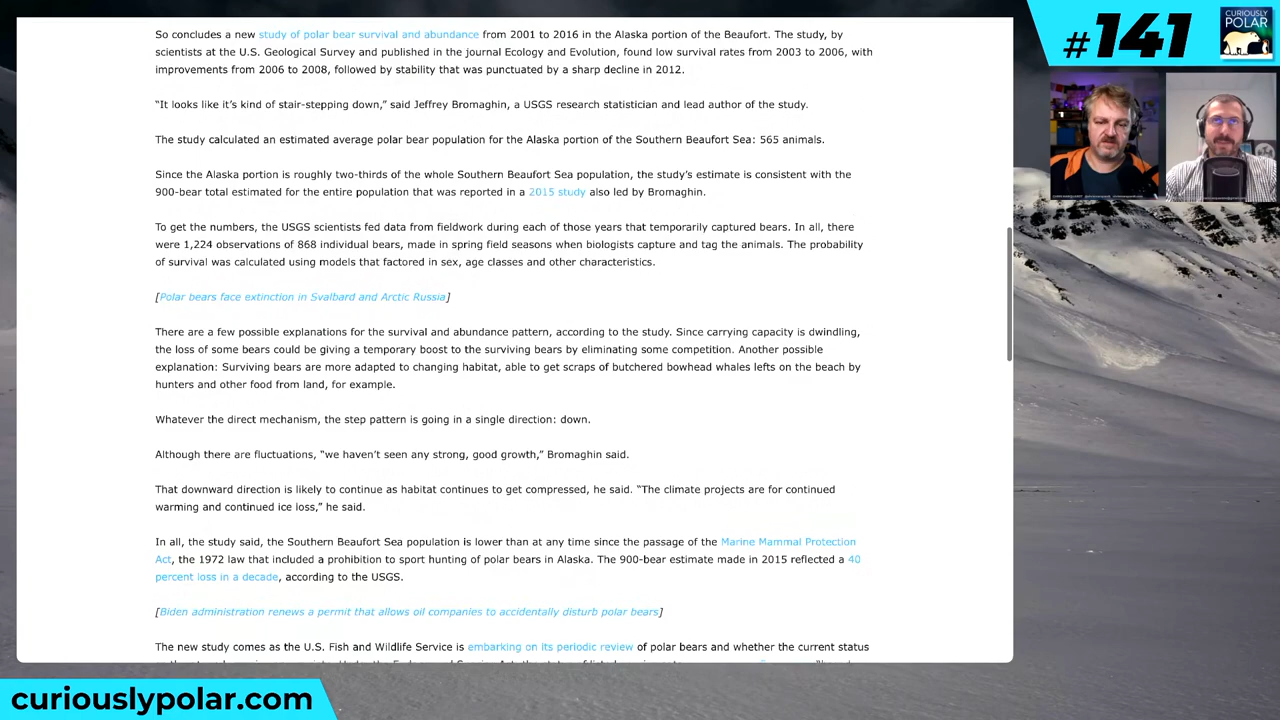 So concludes a new study of polar bear survival and abundance from 2001 to 2016 in the Alaska portion of the Beaufort. The study, by
scientists at the U.S. Geological Survey and published in the journal Ecology and Evolution, found low survival rates from 2003 to 2006, with
improvements from 2006 to 2008, followed by stability that was punctuated by a sharp decline in 2012.
“It looks like it’s kind of stair-stepping down,” said Jeffrey Bromaghin, a USGS research statistician and lead author of the study.
The study calculated an estimated average polar bear population for the Alaska portion of the Southern Beaufort Sea: 565 animals.
Since the Alaska portion is roughly two-thirds of the whole Southern Beaufort Sea population, the study’s estimate is consistent with the
900-bear total estimated for the entire population that was reported in a 2015 study also led by Bromaghin.
To get the numbers, the USGS scientists fed data from fieldwork during each of those years that temporarily captured bears. In all, there
were 1,224 observations of 868 individual bears, made in spring field seasons when biologists capture and tag the animals. The probability
of survival was calculated using models that factored in sex, age classes and other characteristics.
[Polar bears face extinction in Svalbard and Arctic Russia]
There are a few possible explanations for the survival and abundance pattern, according to the study. Since carrying capacity is dwindling,
the loss of some bears could be giving a temporary boost to the surviving bears by eliminating some competition. Another possible
explanation: Surviving bears are more adapted to changing habitat, able to get scraps of butchered bowhead whales lefts on the beach by
hunters and other food from land, for example.
Whatever the direct mechanism, the step pattern is going in a single direction: down.
Although there are fluctuations, “we haven’t seen any strong, good growth,” Bromaghin said.
That downward direction is likely to continue as habitat continues to get compressed, he said. “The climate projects are for continued
warming and continued ice loss,” he said.
In all, the study said, the Southern Beaufort Sea population is lower than at any time since the passage of the Marine Mammal Protection
Act, the 1972 law that included a prohibition to sport hunting of polar bears in Alaska. The 900-bear estimate made in 2015 reflected a 40
percent loss in a decade, according to the USGS.
[Biden administration renews a permit that allows oil companies to accidentally disturb polar bears]
The new study comes as the U.S. Fish and Wildlife Service is embarking on its periodic review of polar bears and whether the current status
#141
CURIOUSLY
POLAR
curiouslypolar.com